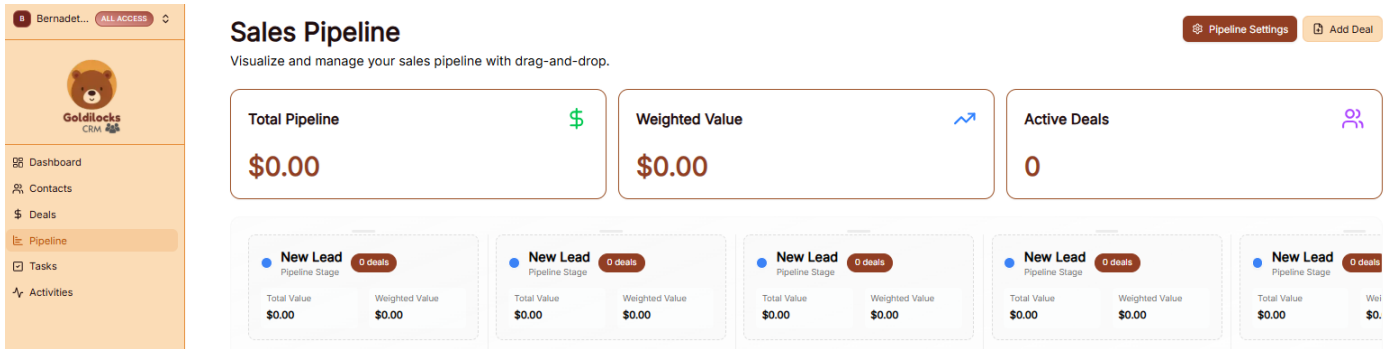 B Bernadet... ALL ACCESS
Goldilocks
CRM
Dashboard
Contacts
Deals
Pipeline
Tasks
Activities
Sales Pipeline
Visualize and manage your sales pipeline with drag-and-drop.
Pipeline Settings
Add Deal
Total Pipeline
$0.00
Weighted Value
$0.00
Active Deals
0
New Lead 0 deals
Pipeline Stage
Total Value Weighted Value
$0.00 $0.00
New Lead 0 deals
Pipeline Stage
Total Value Weighted Value
$0.00 $0.00
New Lead 0 deals
Pipeline Stage
Total Value Weighted Value
$0.00 $0.00
New Lead 0 deals
Pipeline Stage
Total Value Weighted Value
$0.00 $0.00
New Lead 0 deals
Pipeline Stage
Total Value Wei
$0.00 $0.